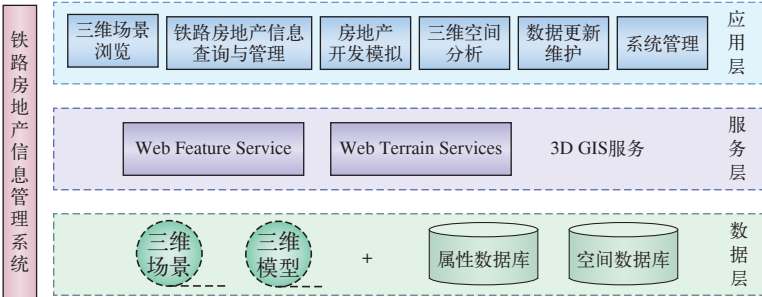 铁路房地产信息管理系统
三维场景
浏览
铁路房地产信息
查询与管理
房地产
开发模拟
三维空间
分析
数据更新
维护
系统管理
应用层
Web Feature Service
Web Terrain Services
3D GIS服务
服务层
三维
场景
三维
模型
+
属性数据库
空间数据库
数据层